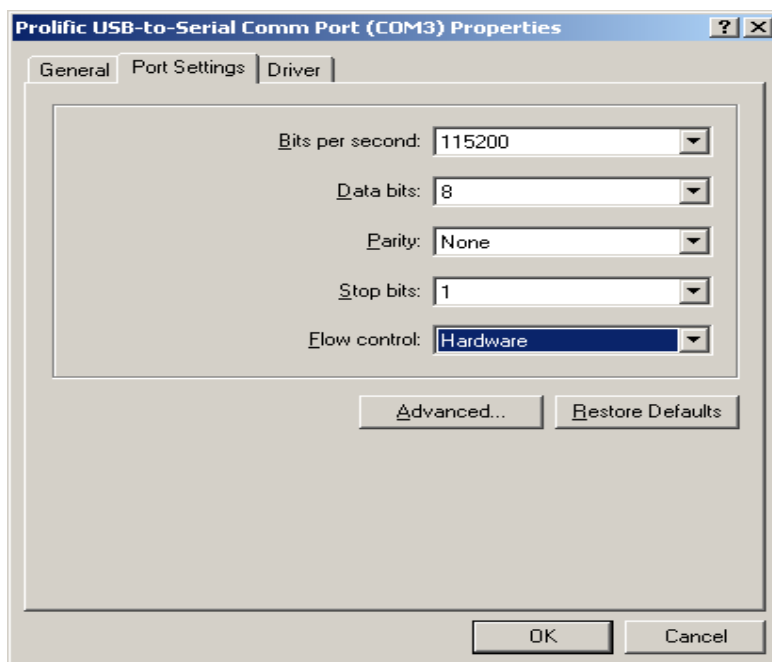 Prolific USB-to-Serial Comm Port (COM3) Properties
General Port Settings Driver
Bits per second: 115200
Data bits: 8
Parity: None
Stop bits: 1
Flow control: Hardware
Advanced... Restore Defaults
OK Cancel